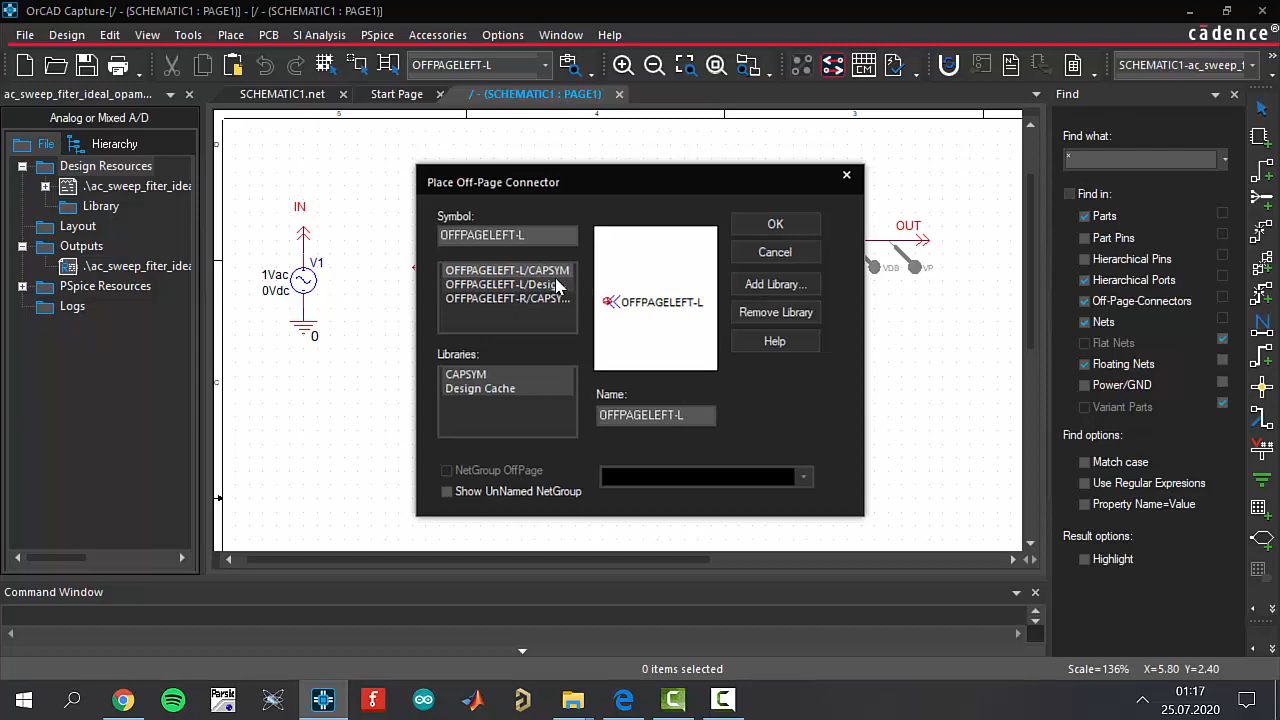 OrCAD Capture-[/ - (SCHEMATIC1 : PAGE1)] - [/ - (SCHEMATIC1 : PAGE1)]
File Design Edit View Tools Place PCB SI Analysis PSpice Accessories Options Window Help
cādence®
OFFPAGELEFT-L
SCHEMATIC1-ac_sweep_f
ac_sweep_fiter_ideal_opam...
SCHEMATIC1.net
Start Page
/ - (SCHEMATIC1 : PAGE1)
Find
Analog or Mixed A/D
File
Hierarchy
Design Resources
.\ac_sweep_fiter_idea
Library
Layout
Outputs
.\ac_sweep_fiter_idea
PSpice Resources
Logs
5
4
3
IN
V1
1Vac
0Vdc
0
OUT
VDB
VP
Place Off-Page Connector
Symbol:
OFFPAGELEFT-L
OFFPAGELEFT-L/CAPSYM
OFFPAGELEFT-L/Desig
OFFPAGELEFT-R/CAPSY...
Libraries:
CAPSYM
Design Cache
OFFPAGELEFT-L
OK
Cancel
Add Library...
Remove Library
Help
Name:
OFFPAGELEFT-L
NetGroup OffPage
Show UnNamed NetGroup
Find what:
*
Find in:
Parts
Part Pins
Hierarchical Pins
Hierarchical Ports
Off-Page-Connectors
Nets
Flat Nets
Floating Nets
Power/GND
Variant Parts
Find options:
Match case
Use Regular Expresions
Property Name=Value
Result options:
Highlight
Command Window
0 items selected
Scale=136% X=5.80 Y=2.40
01:17
25.07.2020